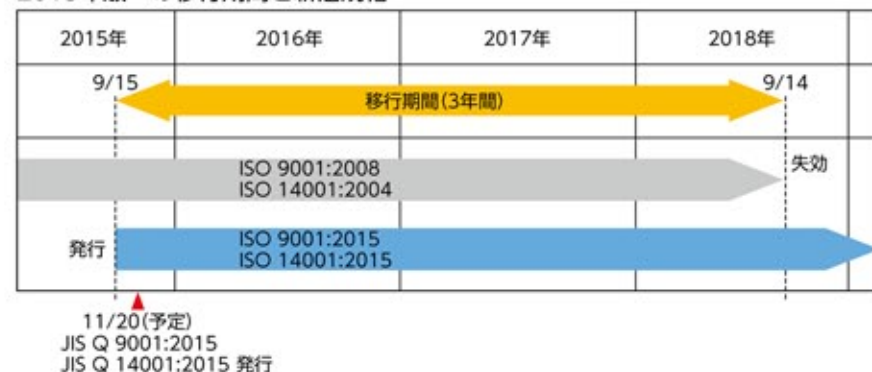 2015年
2016年
2017年
2018年
9/15
9/14
移行期間(3年間)
ISO 9001:2008
ISO 14001:2004
失効
発行
ISO 9001:2015
ISO 14001:2015
11/20(予定)
JIS Q 9001:2015
JIS Q 14001:2015 発行